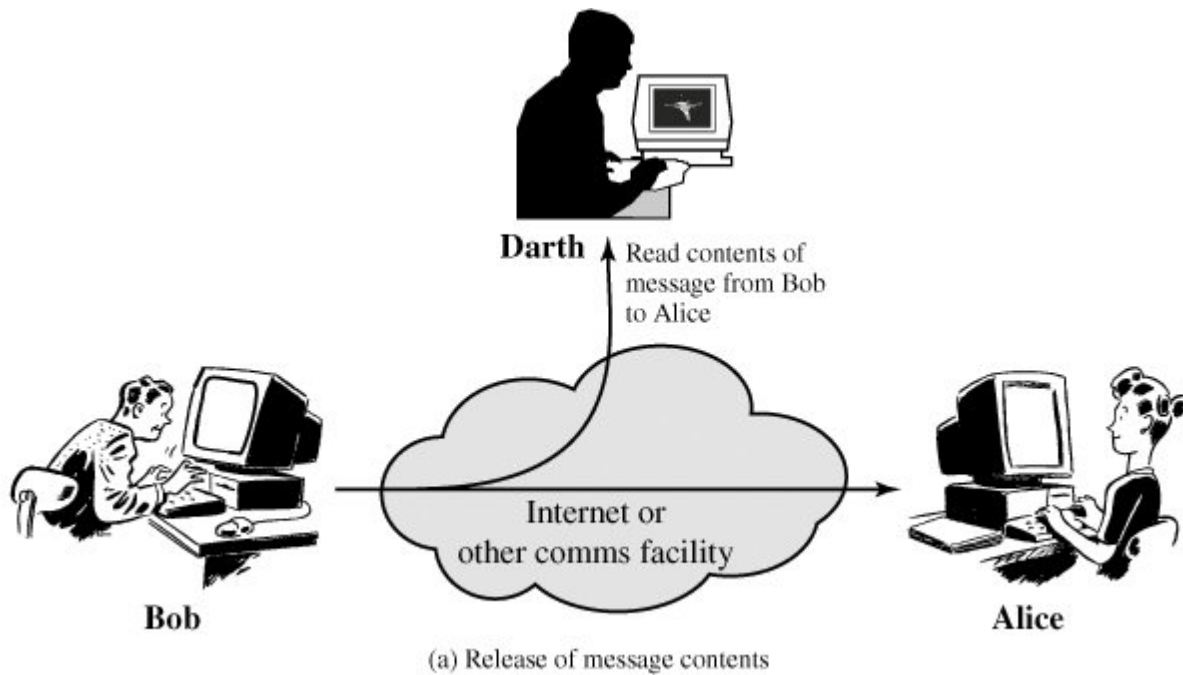 Darth
Read contents of
message from Bob
to Alice
Internet or
other comms facility
Bob
Alice
(a) Release of message contents